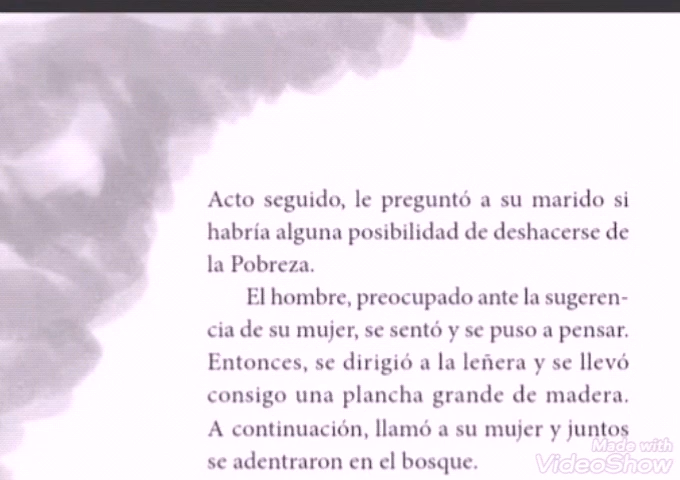 Acto seguido, le preguntó a su marido si
habría alguna posibilidad de deshacerse de
la Pobreza.
El hombre, preocupado ante la sugeren-
cia de su mujer, se sentó y se puso a pensar.
Entonces, se dirigió a la leñera y se llevó
consigo una plancha grande de madera.
A continuación, llamó a su mujer y juntos
se adentraron en el bosque.
Made with
VideoShow